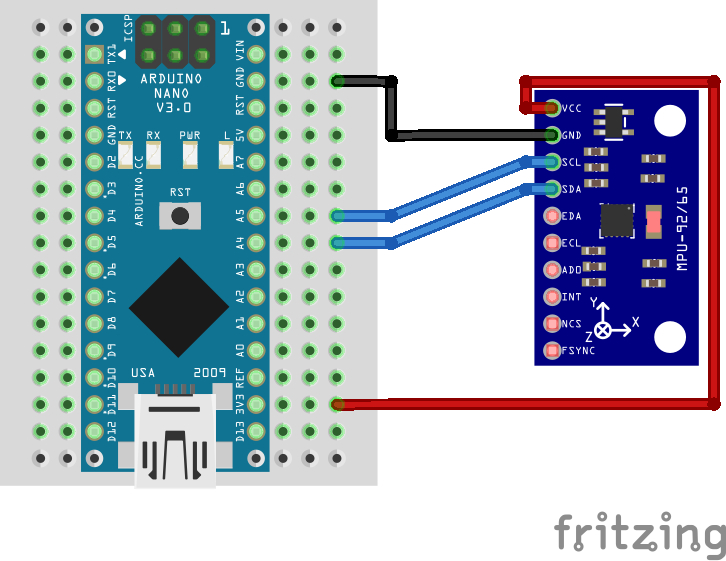 ICSP
1
TX1
RX0
RST
GND
D2
D3
D4
D5
D6
D7
D8
D9
D10
D11
D12
ARDUINO
NANO
V3.0
TX RX PWR L
ARDUINO.CC
RST
USA 2009
VIN
GND
RST
5V
A7
A6
A5
A4
A3
A2
A1
A0
REF
3V3
D13
VCC
GND
SCL
SDA
EDA
ECL
ADO
INT
NCS
FSYNC
MPU-92/65
Y
X
Z
fritzing